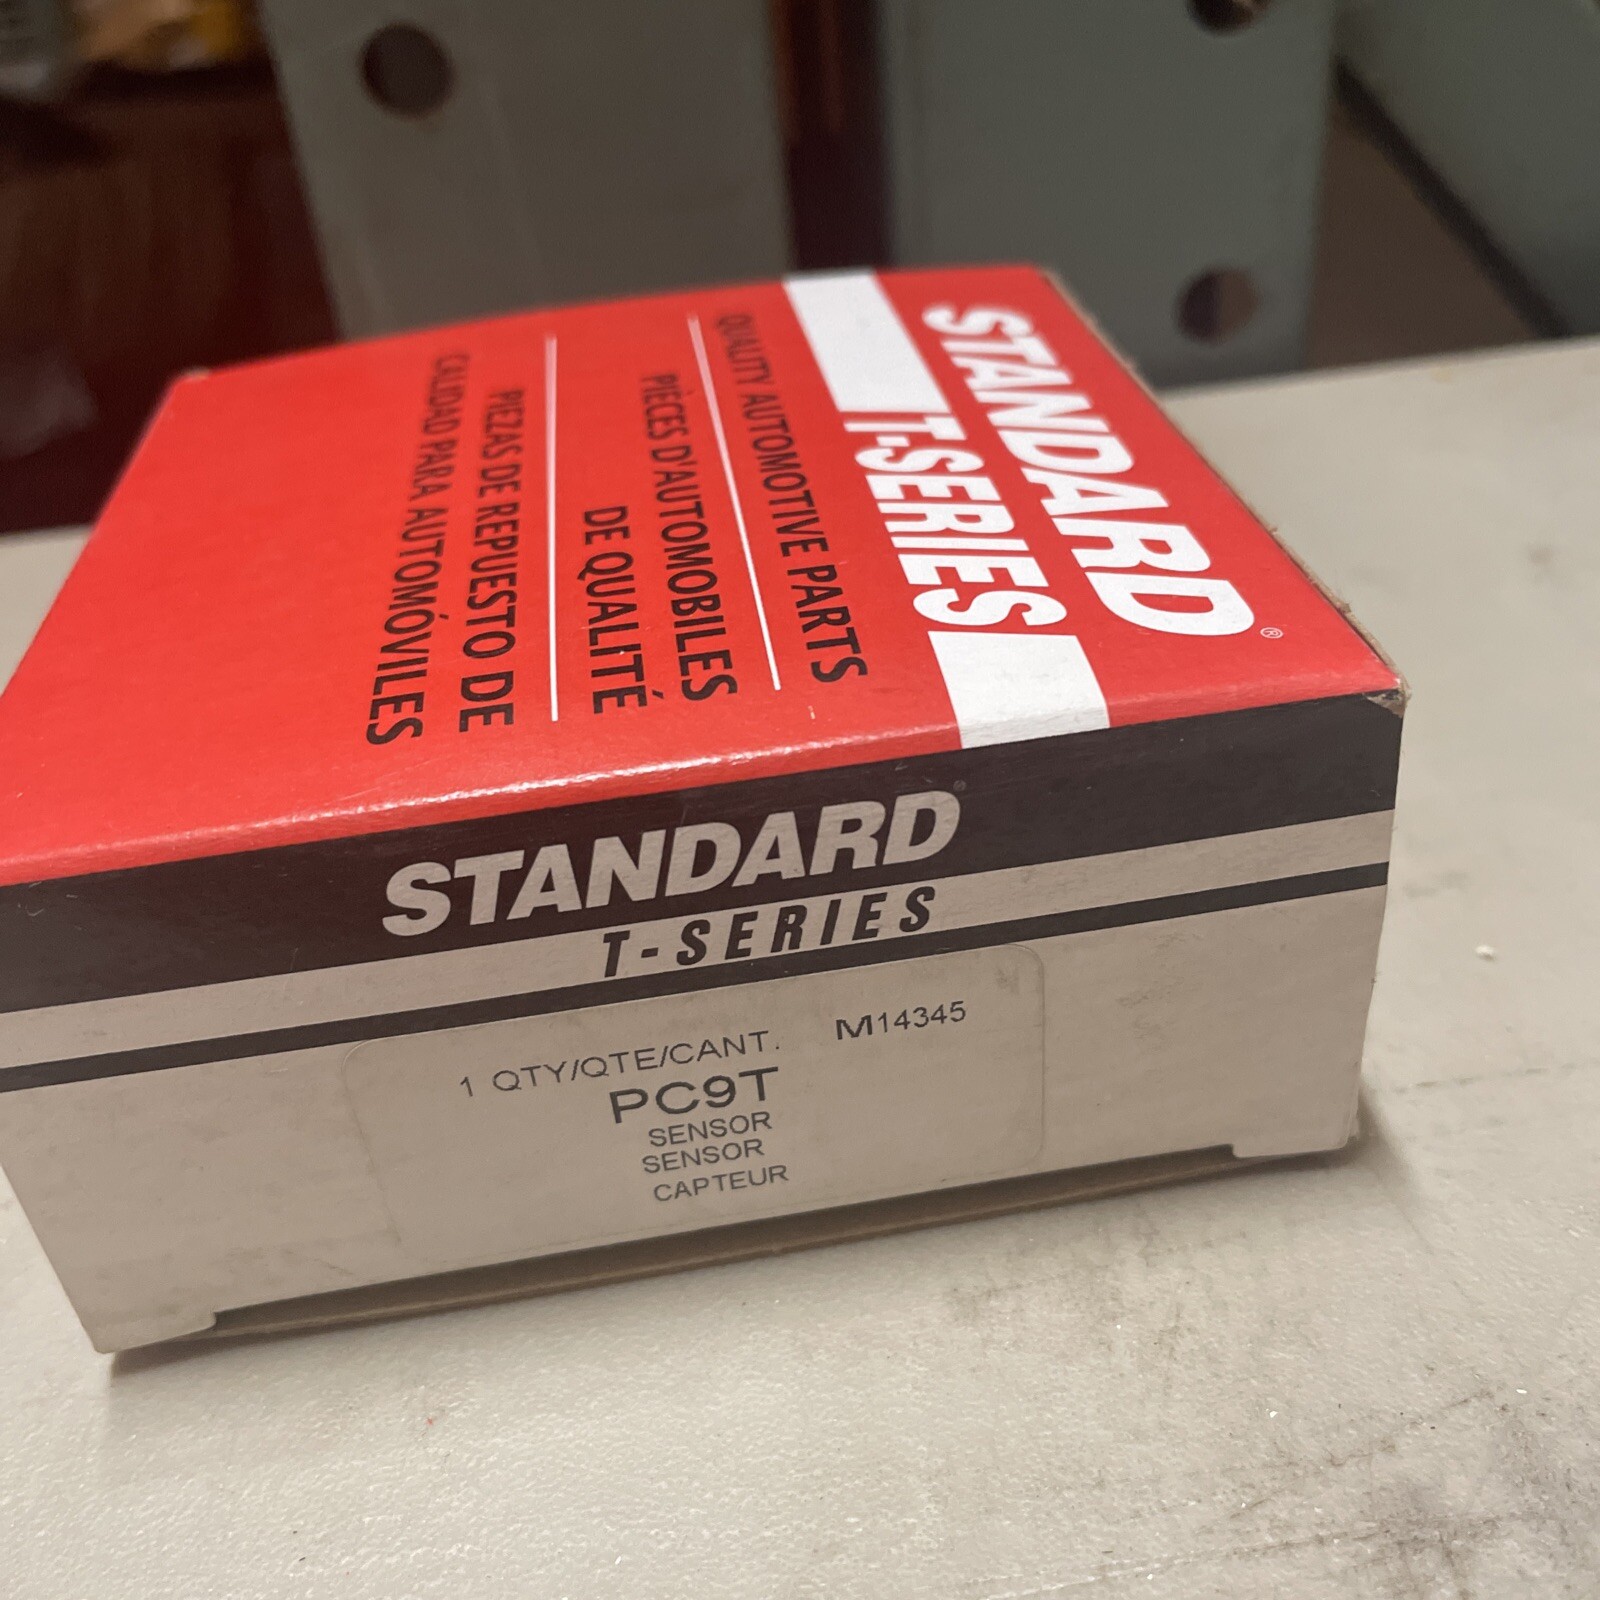 STANDARD®
T-SERIES
QUALITY AUTOMOTIVE PARTS
PIÈCES D'AUTOMOBILES
DE QUALITÉ
PIEZAS DE REPUESTO DE
CALIDAD PARA AUTOMÓVILES
STANDARD®
T-SERIES
1 QTY/QTE/CANT. M14345
PC9T
SENSOR
SENSOR
CAPTEUR